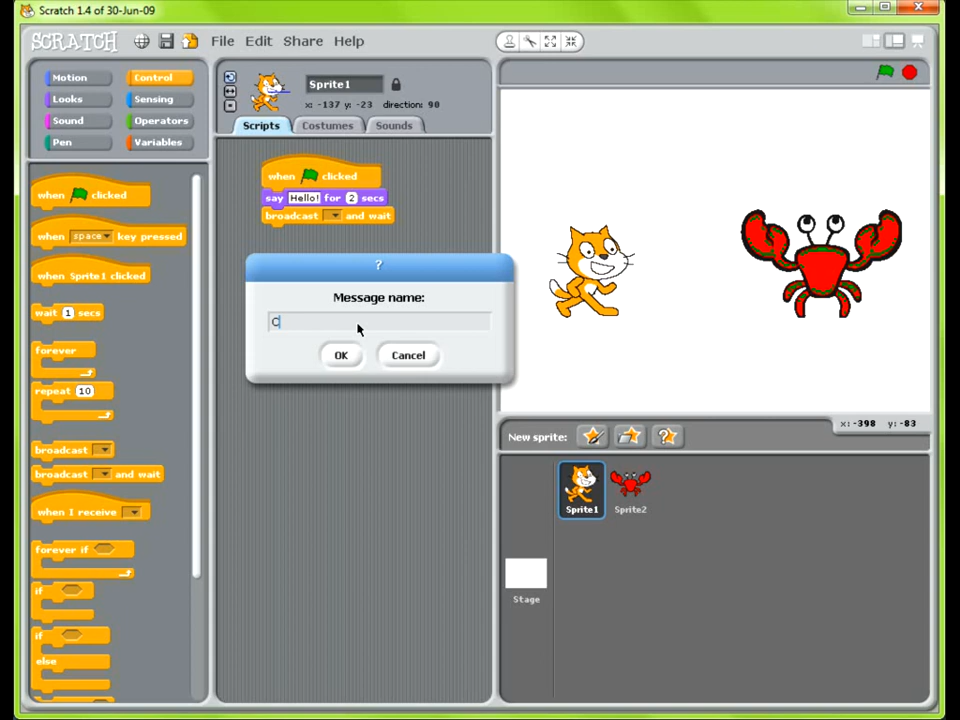 Scratch 1.4 of 30-Jun-09
SCRATCH File Edit Share Help
Motion Control
Looks Sensing
Sound Operators
Pen Variables
when clicked
when space key pressed
when Sprite1 clicked
wait 1 secs
forever
repeat 10
broadcast
broadcast and wait
when I receive
forever if
if
if
else
Sprite1
x: -137 y: -23 direction: 90
Scripts Costumes Sounds
when clicked
say Hello! for 2 secs
broadcast and wait
?
Message name:
C
OK Cancel
x: -398 y: -83
New sprite:
Sprite1 Sprite2
Stage